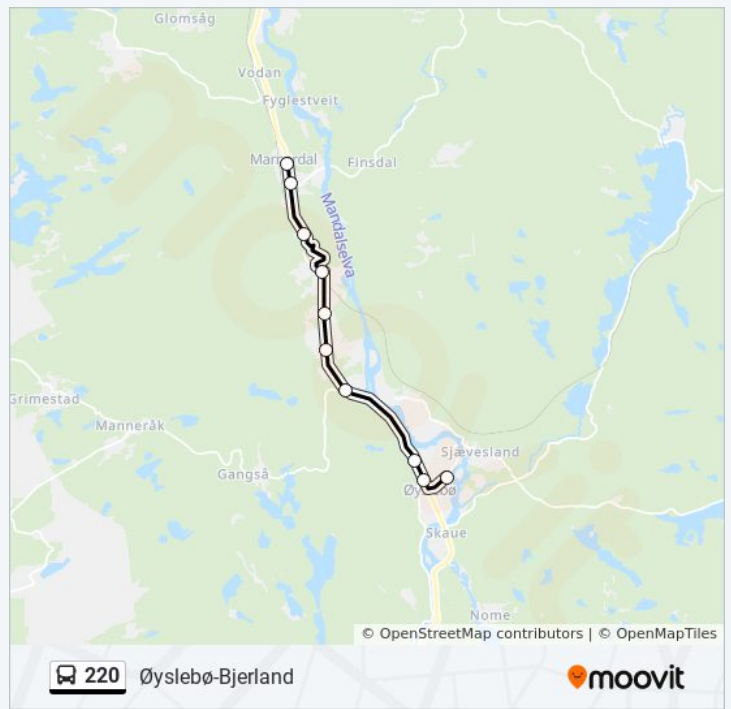 Glomsåg
Vodan
Fyglestveit
Finsdal
Mandalselva
Grimestad
Manneråk
Sjævesland
Gangså
Skaue
Nome
© OpenStreetMap contributors | © OpenMapTiles
220 Øyslebø-Bjerland
moovit